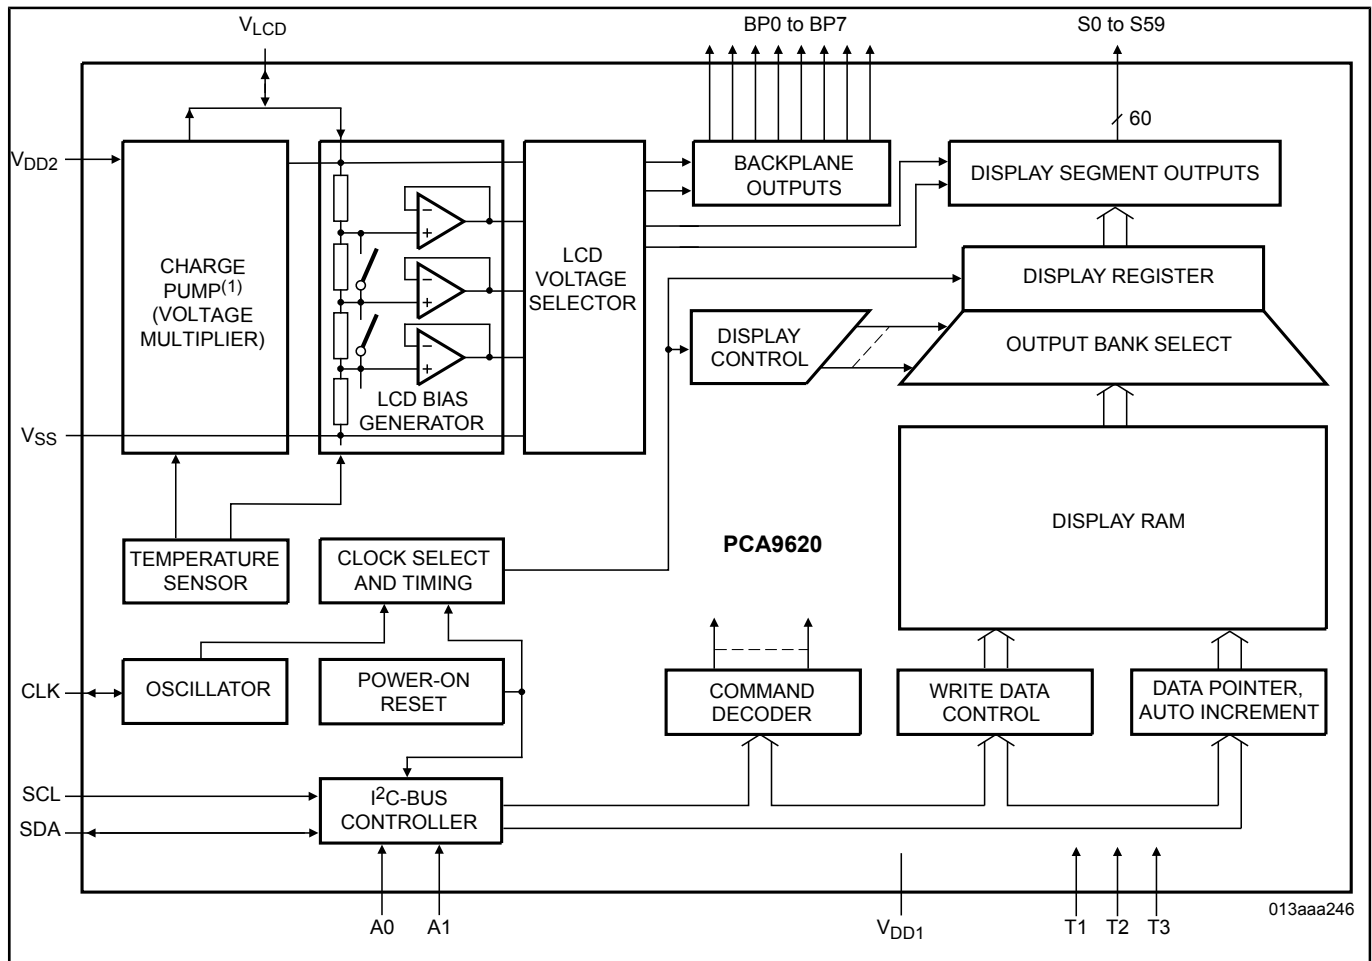 VLCD
BP0 to BP7
S0 to S59
60
VDD2
BACKPLANE
OUTPUTS
DISPLAY SEGMENT OUTPUTS
−
+
−
+
−
+
CHARGE
PUMP(1)
(VOLTAGE
MULTIPLIER)
LCD
VOLTAGE
SELECTOR
DISPLAY REGISTER
DISPLAY
CONTROL
OUTPUT BANK SELECT
LCD BIAS
GENERATOR
VSS
DISPLAY RAM
PCA9620
TEMPERATURE
SENSOR
CLOCK SELECT
AND TIMING
CLK
OSCILLATOR
POWER-ON
RESET
COMMAND
DECODER
WRITE DATA
CONTROL
DATA POINTER,
AUTO INCREMENT
SCL
SDA
I2C-BUS
CONTROLLER
A0
A1
VDD1
T1
T2
T3
013aaa246